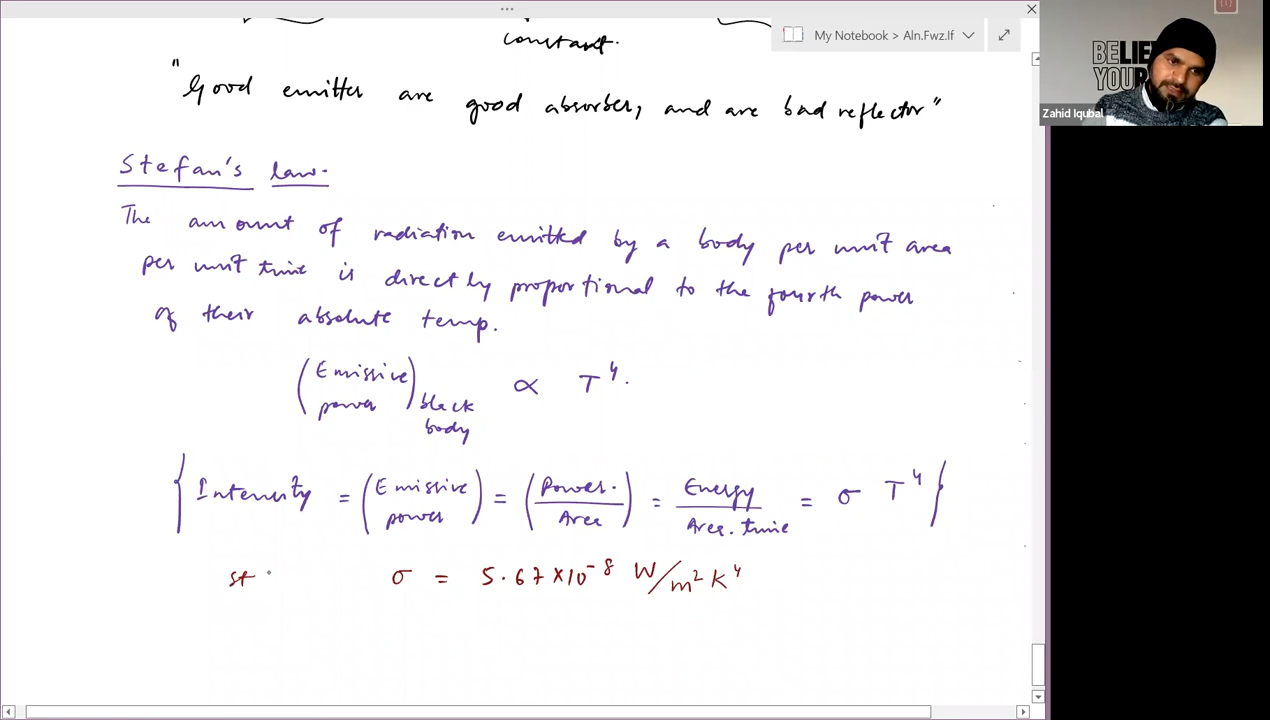 constant.
My Notebook > Aln.Fwz.If
"Good emitter are good absorber, and are bad reflector"
Zahid Iqubal
Stefan's law.
The amount of radiation emitted by a body per unit area
per unit time is directly proportional to the fourth power
of their absolute temp.
(Emissive power) black body ∝ T⁴.
{ Intensity = (Emissive power) = (Power. / Area) = Energy / Area. time = σ T⁴ }
st σ = 5.67×10⁻⁸ W/m²K⁴